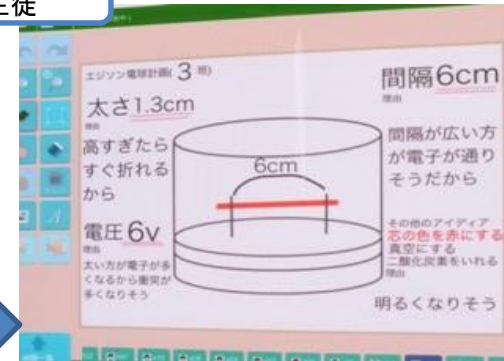 生徒
エジソン電球計画( 3 班)
太さ1.3cm
理由
高すぎたら
すぐ折れる
から
電圧6v
理由
太い方が電子が多
くなるから衝突が
多くなりそう
6cm
間隔6cm
理由
間隔が広い方
が電子が通り
そうだから
その他のアイディア
芯の色を赤にする
真空にする
二酸化炭素をいれる
理由
明るくなりそう